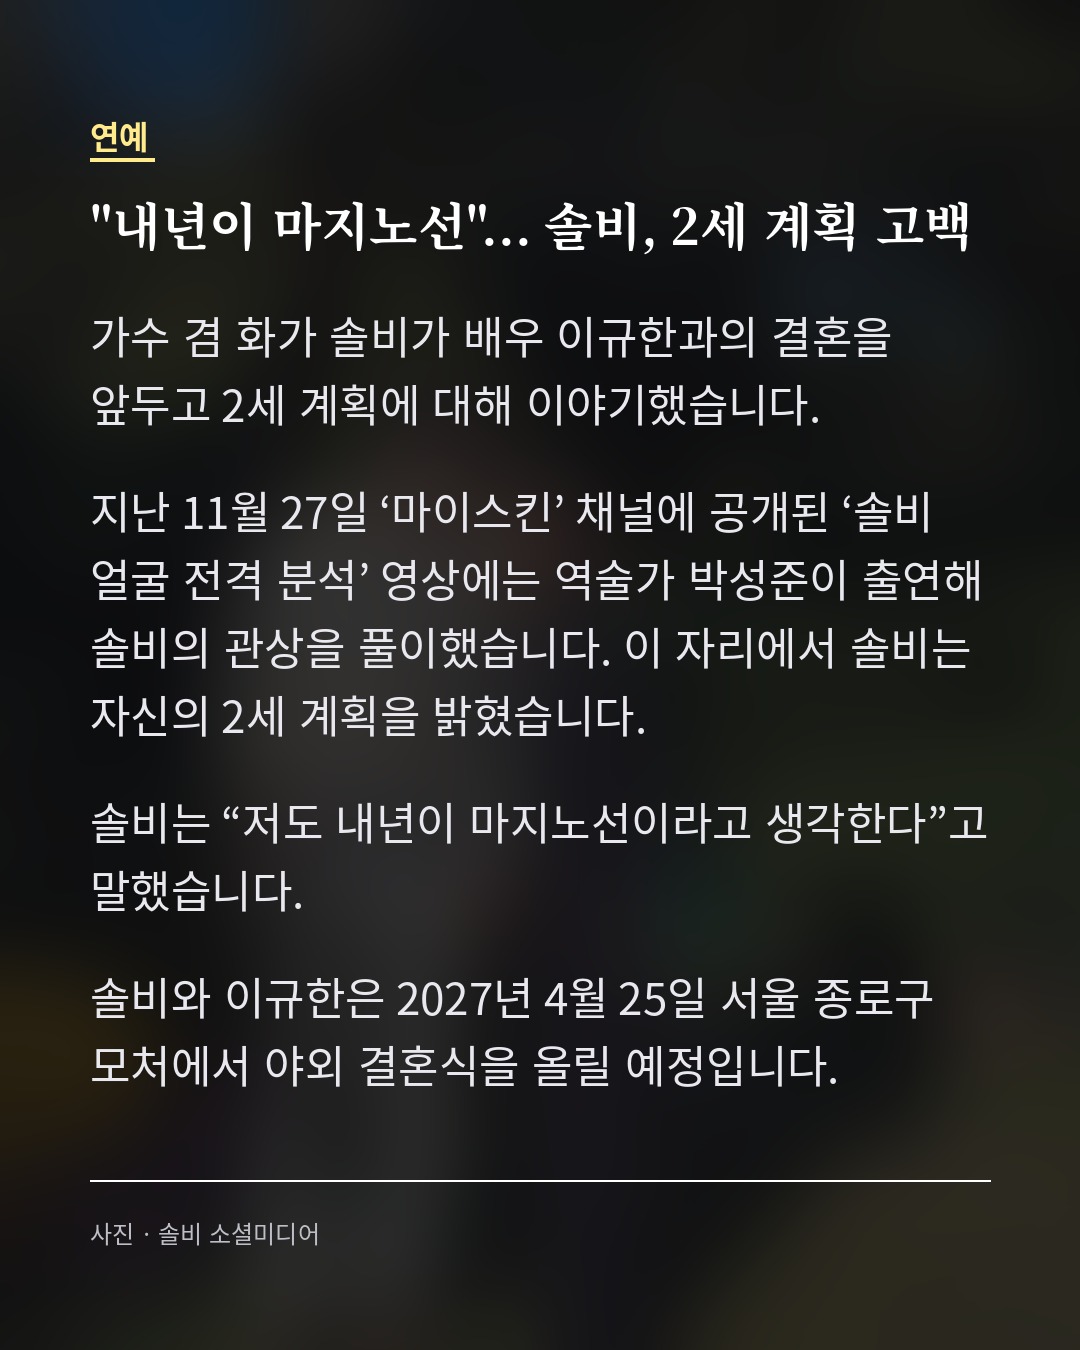 연예
"내년이 마지노선"... 솔비, 2세 계획 고백
가수 겸 화가 솔비가 배우 이규한과의 결혼을
앞두고 2세 계획에 대해 이야기했습니다.
지난 11월 27일 ‘마이스킨’ 채널에 공개된 ‘솔비
얼굴 전격 분석’ 영상에는 역술가 박성준이 출연해
솔비의 관상을 풀이했습니다. 이 자리에서 솔비는
자신의 2세 계획을 밝혔습니다.
솔비는 “저도 내년이 마지노선이라고 생각한다”고
말했습니다.
솔비와 이규한은 2027년 4월 25일 서울 종로구
모처에서 야외 결혼식을 올릴 예정입니다.
사진 · 솔비 소셜미디어